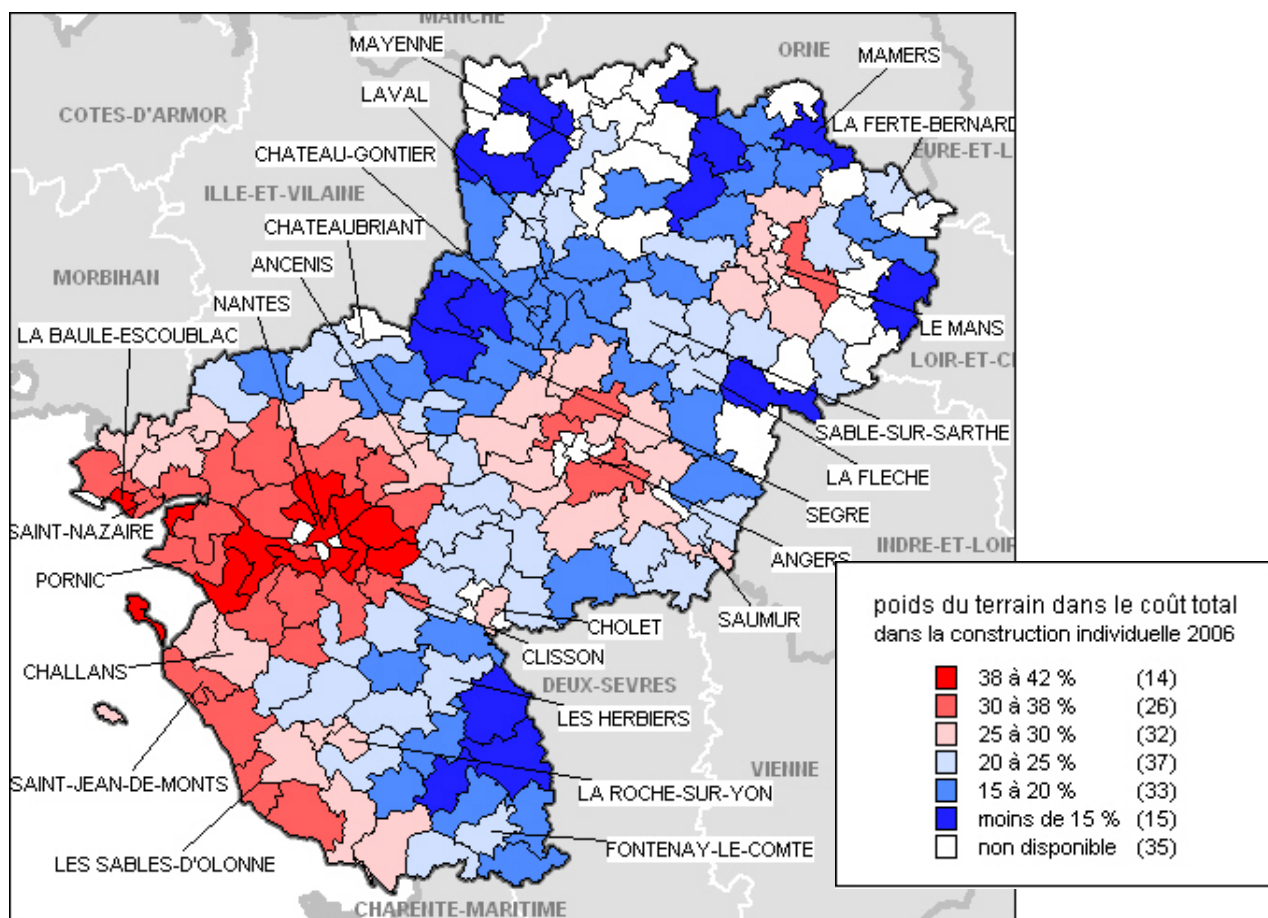 MANCHE
MAYENNE
ORNE
MAMERS
LAVAL
COTES-D'ARMOR
LA FERTE-BERNARD
EURE-ET-L
CHATEAU-GONTIER
ILLE-ET-VILAINE
CHATEAUBRIANT
ANCENIS
MORBIHAN
NANTES
LA BAULE-ESCOUBLAC
LE MANS
LOIR-ET-C
SABLE-SUR-SARTHE
LA FLECHE
SEGRE
SAINT-NAZAIRE
ANGERS
INDRE-ET-LOIR
PORNIC
SAUMUR
CHOLET
CLISSON
CHALLANS
DEUX-SEVRES
LES HERBIERS
VIENNE
SAINT-JEAN-DE-MONTS
LA ROCHE-SUR-YON
FONTENAY-LE-COMTE
LES SABLES-D'OLONNE
CHARENTE-MARITIME
poids du terrain dans le coût total
dans la construction individuelle 2006
38 à 42 % (14)
30 à 38 % (26)
25 à 30 % (32)
20 à 25 % (37)
15 à 20 % (33)
moins de 15 % (15)
non disponible (35)